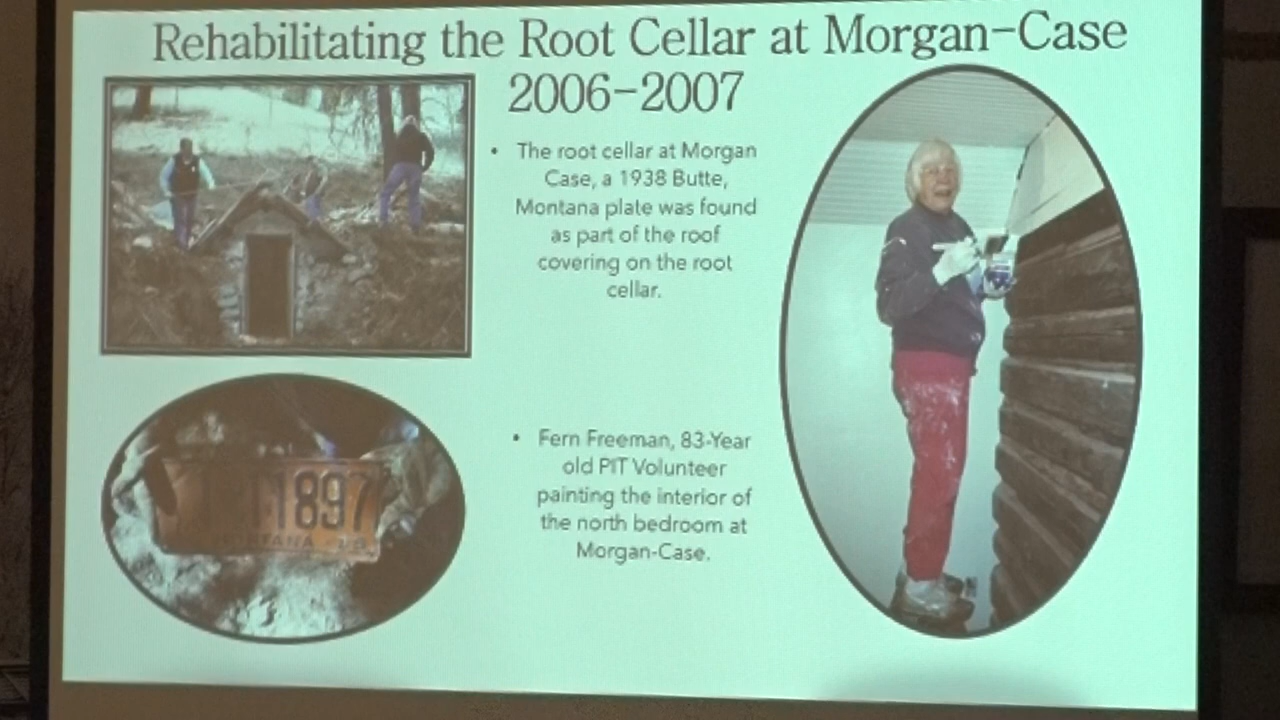 Rehabilitating the Root Cellar at Morgan-Case
2006-2007
• The root cellar at Morgan
Case, a 1938 Butte,
Montana plate was found
as part of the roof
covering on the root
cellar.
• Fern Freeman, 83-Year
old PIT Volunteer
painting the interior of
the north bedroom at
Morgan-Case.
1897